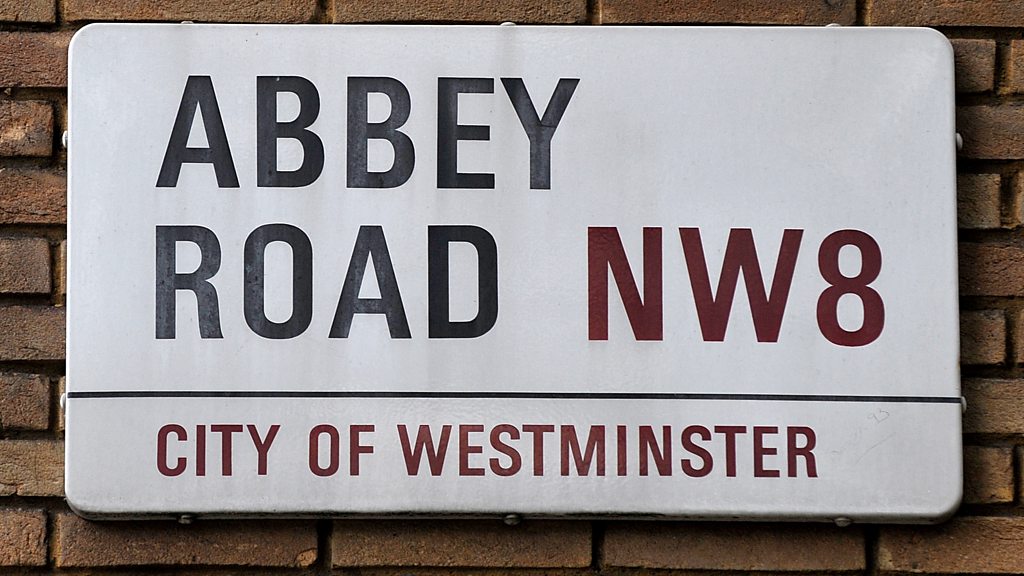 ABBEY
ROAD NW8
CITY OF WESTMINSTER